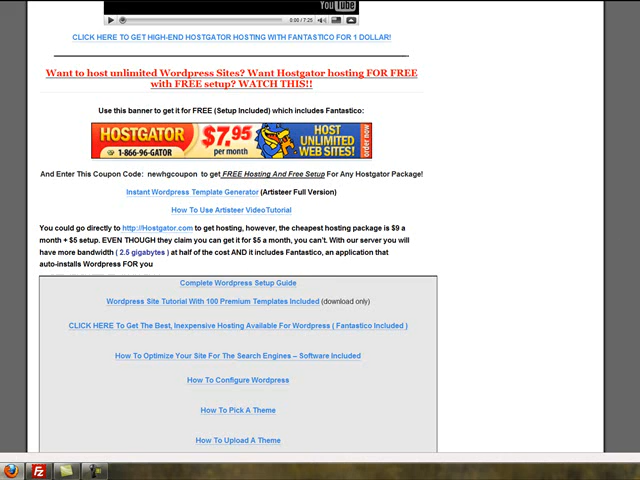 YouTube
0:00 / 7:25
CLICK HERE TO GET HIGH-END HOSTGATOR HOSTING WITH FANTASTICO FOR 1 DOLLAR!
Want to host unlimited Wordpress Sites? Want Hostgator hosting FOR FREE
with FREE setup? WATCH THIS!!
Use this banner to get it for FREE (Setup Included) which includes Fantastico:
HOSTGATOR $7.95 HOST
UNLIMITED
1-866-96-GATOR per month WEB SITES! order now
And Enter This Coupon Code: newhgcoupon to get FREE Hosting And Free Setup For Any Hostgator Package!
Instant Wordpress Template Generator (Artisteer Full Version)
How To Use Artisteer VideoTutorial
You could go directly to http://Hostgator.com to get hosting, however, the cheapest hosting package is $9 a
month + $5 setup. EVEN THOUGH they claim you can get it for $5 a month, you can't. With our server you will
have more bandwidth ( 2.5 gigabytes ) at half of the cost AND it includes Fantastico, an application that
auto-installs Wordpress FOR you
Complete Wordpress Setup Guide
Wordpress Site Tutorial With 100 Premium Templates Included (download only)
CLICK HERE To Get The Best, Inexpensive Hosting Available For Wordpress ( Fantastico Included )
How To Optimize Your Site For The Search Engines – Software Included
How To Configure Wordpress
How To Pick A Theme
How To Upload A Theme
FZ